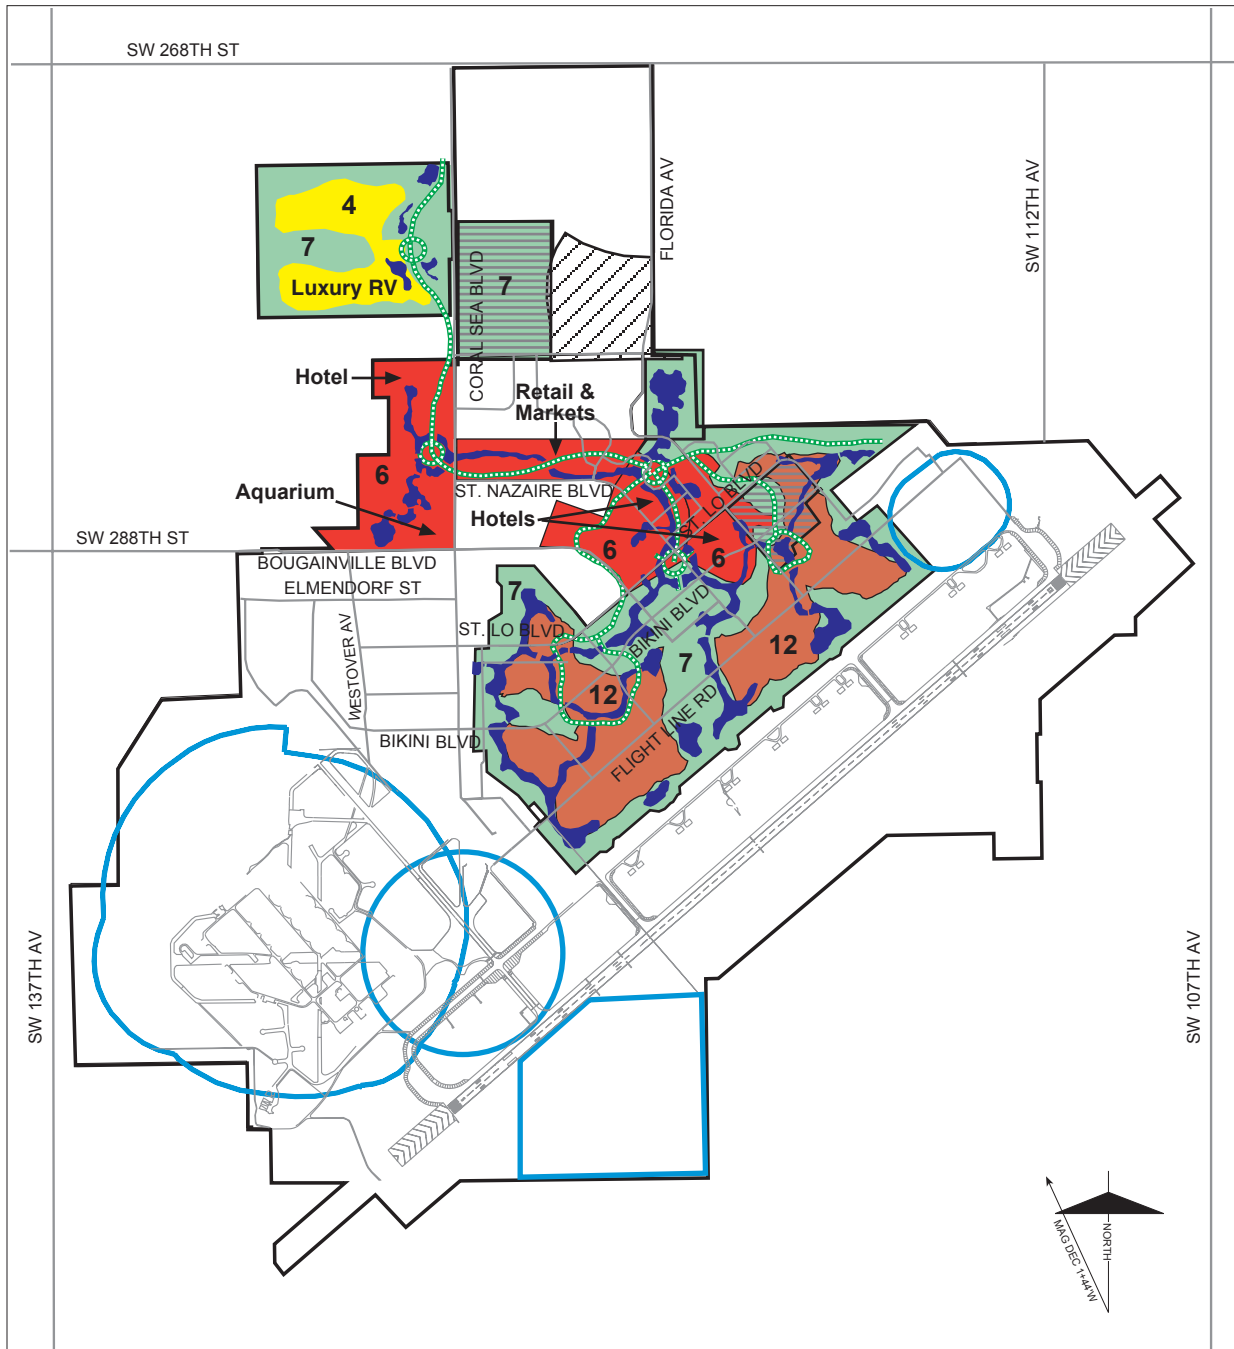 SW 268TH ST
FLORIDA AV
SW 112TH AV
4
7
Luxury RV
CORAL SEA BLVD
7
Hotel
Retail &
Markets
6
Aquarium
ST. NAZAIRE BLVD
ST. LO BLVD
Hotels
SW 288TH ST
6
6
BOUGAINVILLE BLVD
ELMENDORF ST
7
WESTOVER AV
ST. LO BLVD
BIKINI BLVD
7
12
12
BIKINI BLVD
FLIGHT LINE RD
SW 137TH AV
SW 107TH AV
NORTH
MAG DEC 1+44'W